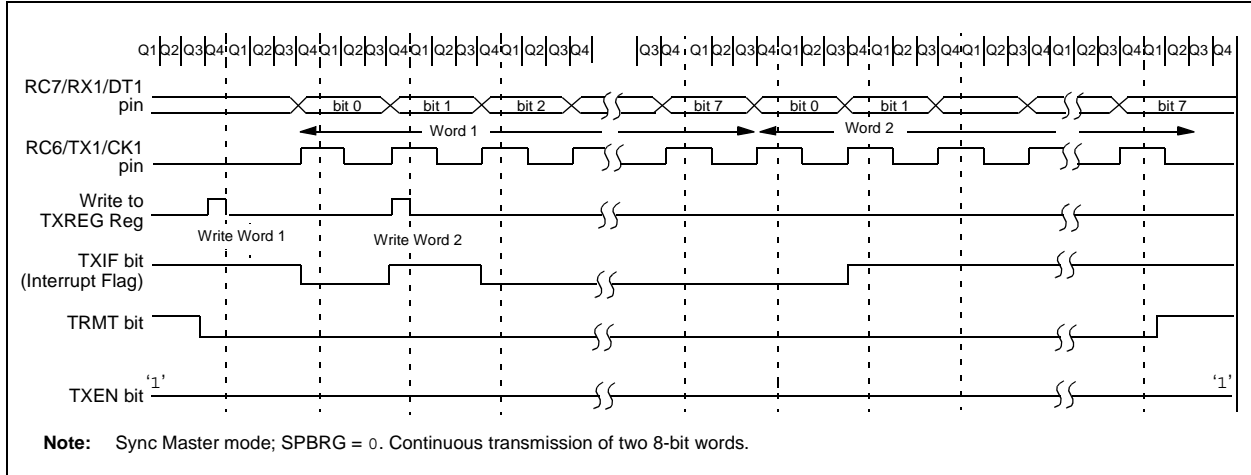 Q1 Q2 Q3 Q4 Q1 Q2 Q3 Q4 Q1 Q2 Q3 Q4 Q1 Q2 Q3 Q4 Q1 Q2 Q3 Q4 Q3 Q4 Q1 Q2 Q3 Q4 Q1 Q2 Q3 Q4 Q1 Q2 Q3 Q4 Q1 Q2 Q3 Q4 Q1 Q2 Q3 Q4 Q1 Q2 Q3 Q4
RC7/RX1/DT1
pin
bit 0 bit 1 bit 2 bit 7 bit 0 bit 1 bit 7
Word 1 Word 2
RC6/TX1/CK1
pin
Write to
TXREG Reg
Write Word 1 Write Word 2
TXIF bit
(Interrupt Flag)
TRMT bit
TXEN bit ‘1’ ‘1’
Note: Sync Master mode; SPBRG = 0. Continuous transmission of two 8-bit words.